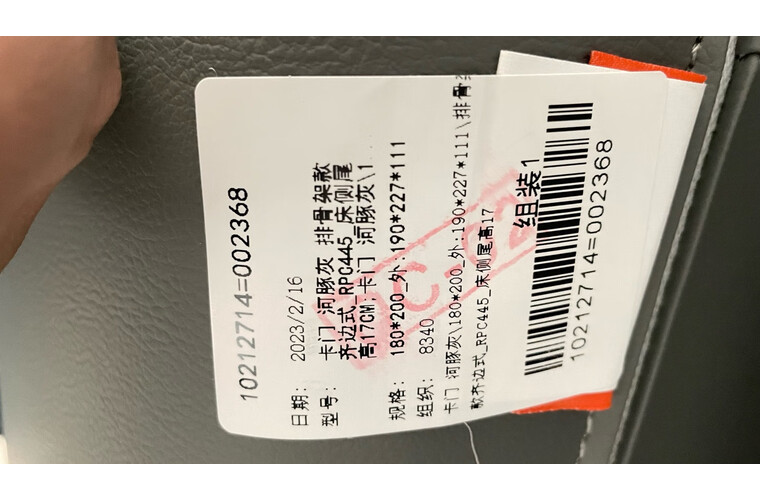 10212714=002368
日期： 2023/2/16
型号： 卡门 河豚灰 排骨架款
齐边式_RPC445_床侧尾
高17CM;卡门 河豚灰\1
规格： 180*200_外:190*227*111
组织： 8340
卡门 河豚灰\180*200_外:190*227*111\排骨架
款齐边式_RPC445_床侧尾高17
组装1
10212714=002368